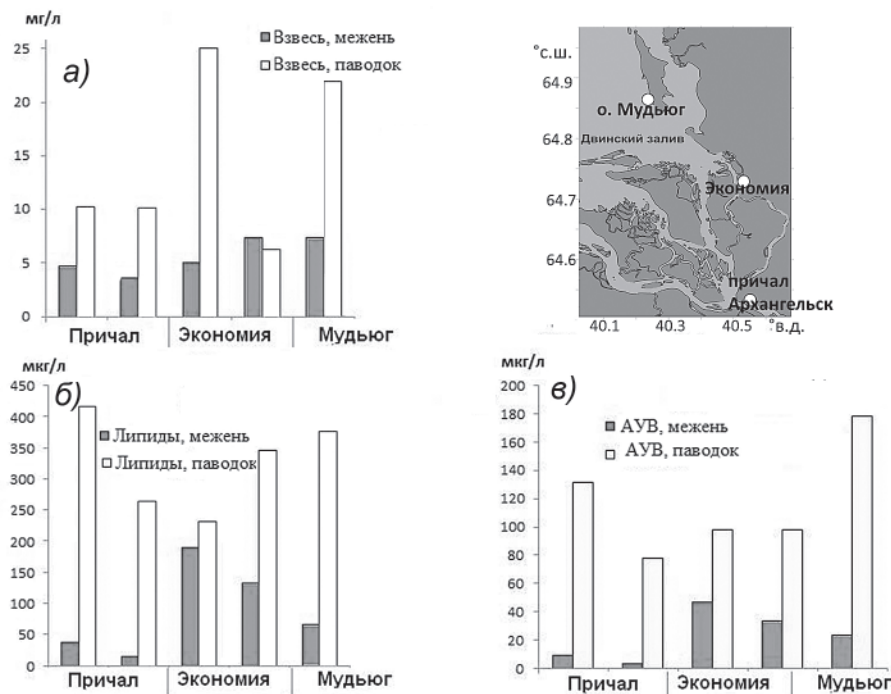 мг/л
а)
Взвесь, межень
Взвесь, паводок
25
20
15
10
5
0
Причал Экономия Мудьюг
°с.ш.
64.9
64.8
64.7
64.6
о. Мудьюг
Двинский залив
Экономия
причал
Архангельск
40.1 40.3 40.5 °в.д.
мкг/л
б)
Липиды, межень
Липиды, паводок
450
400
350
300
250
200
150
100
50
0
Причал Экономия Мудьюг
мкг/л
в)
АУВ, межень
АУВ, паводок
200
180
160
140
120
100
80
60
40
20
0
Причал Экономия Мудьюг